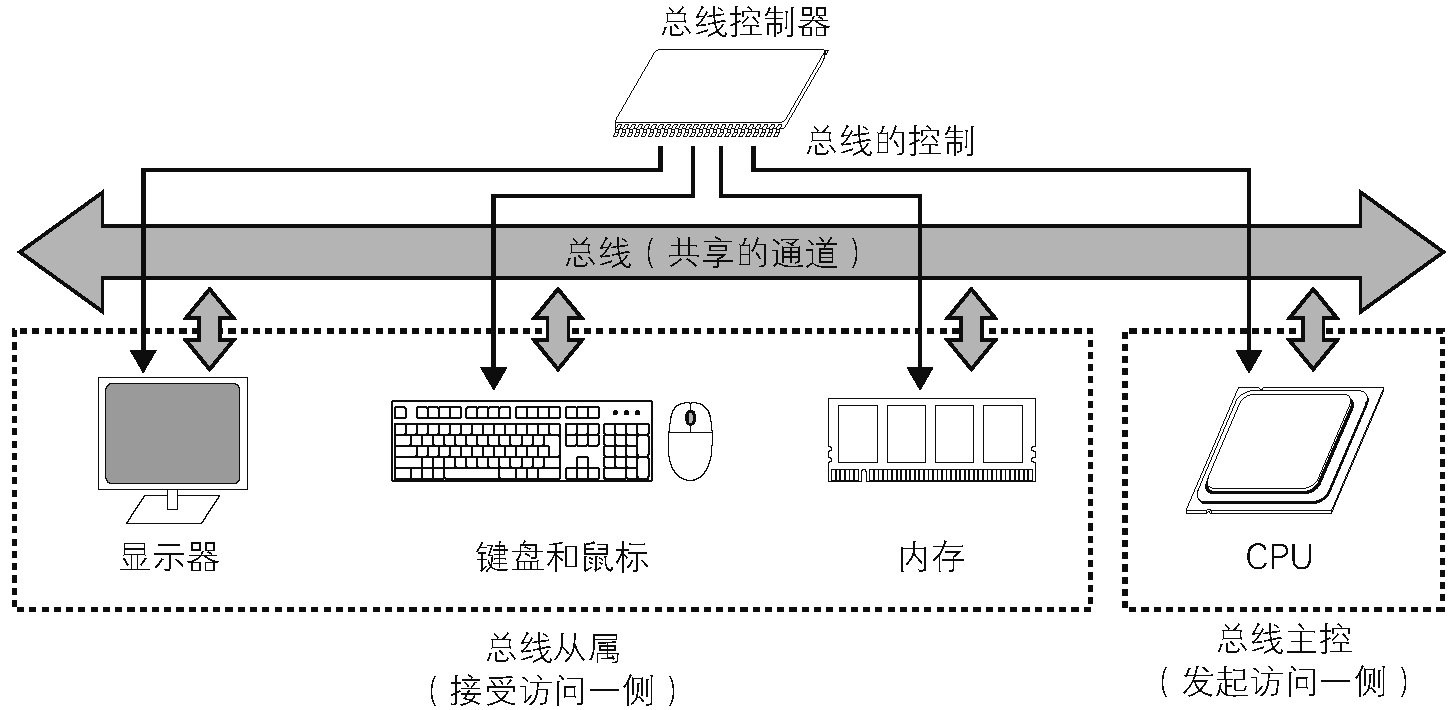 总线控制器
总线的控制
总线（共享的通道）
显示器
键盘和鼠标
内存
CPU
总线从属
（接受访问一侧）
总线主控
（发起访问一侧）